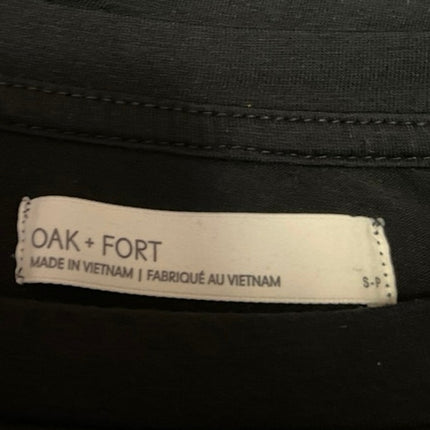 OAK + FORT
MADE IN VIETNAM | FABRIQUÉ AU VIETNAM
S-P